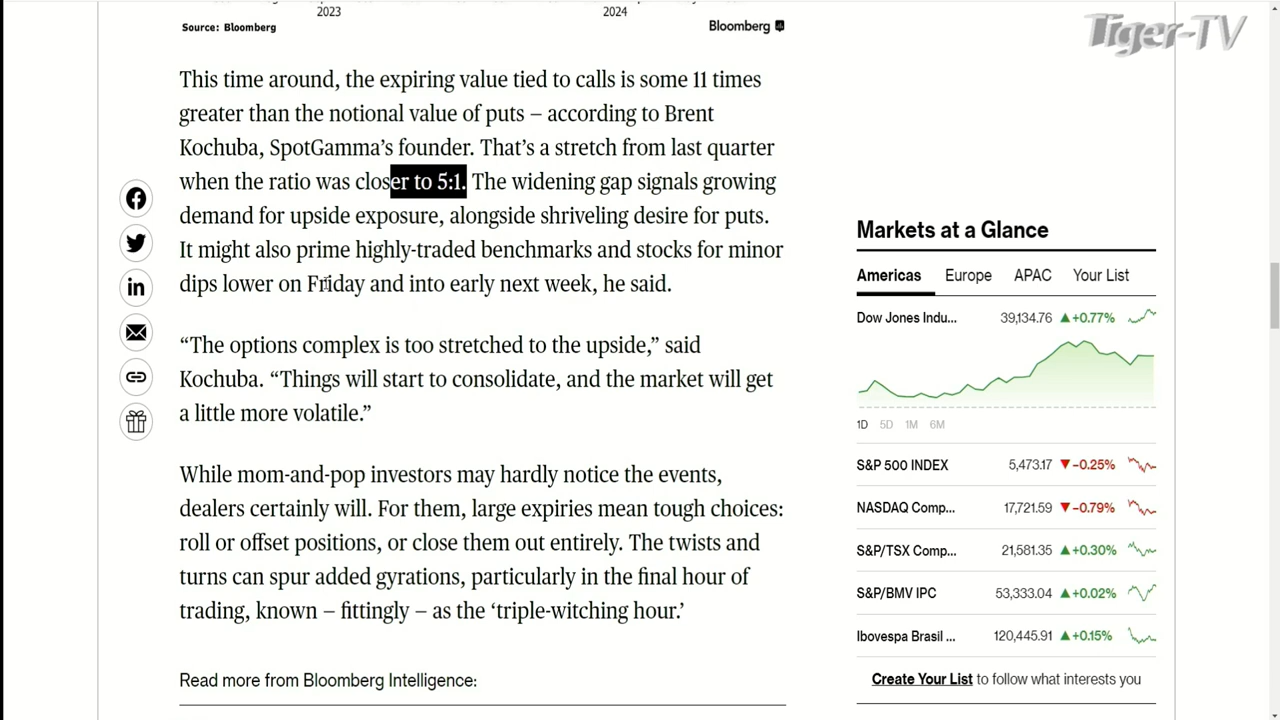 2023
2024
Source: Bloomberg
Bloomberg
Tiger-TV
This time around, the expiring value tied to calls is some 11 times
greater than the notional value of puts – according to Brent
Kochuba, SpotGamma’s founder. That’s a stretch from last quarter
when the ratio was closer to 5:1. The widening gap signals growing
demand for upside exposure, alongside shriveling desire for puts.
It might also prime highly-traded benchmarks and stocks for minor
dips lower on Friday and into early next week, he said.
“The options complex is too stretched to the upside,” said
Kochuba. “Things will start to consolidate, and the market will get
a little more volatile.”
While mom-and-pop investors may hardly notice the events,
dealers certainly will. For them, large expiries mean tough choices:
roll or offset positions, or close them out entirely. The twists and
turns can spur added gyrations, particularly in the final hour of
trading, known – fittingly – as the ‘triple-witching hour.’
Read more from Bloomberg Intelligence:
Markets at a Glance
Americas Europe APAC Your List
Dow Jones Indu... 39,134.76 ▲+0.77%
1D 5D 1M 6M
S&P 500 INDEX 5,473.17 ▼-0.25%
NASDAQ Comp... 17,721.59 ▼-0.79%
S&P/TSX Comp... 21,581.35 ▲+0.30%
S&P/BMV IPC 53,333.04 ▲+0.02%
Ibovespa Brasil ... 120,445.91 ▲+0.15%
Create Your List to follow what interests you